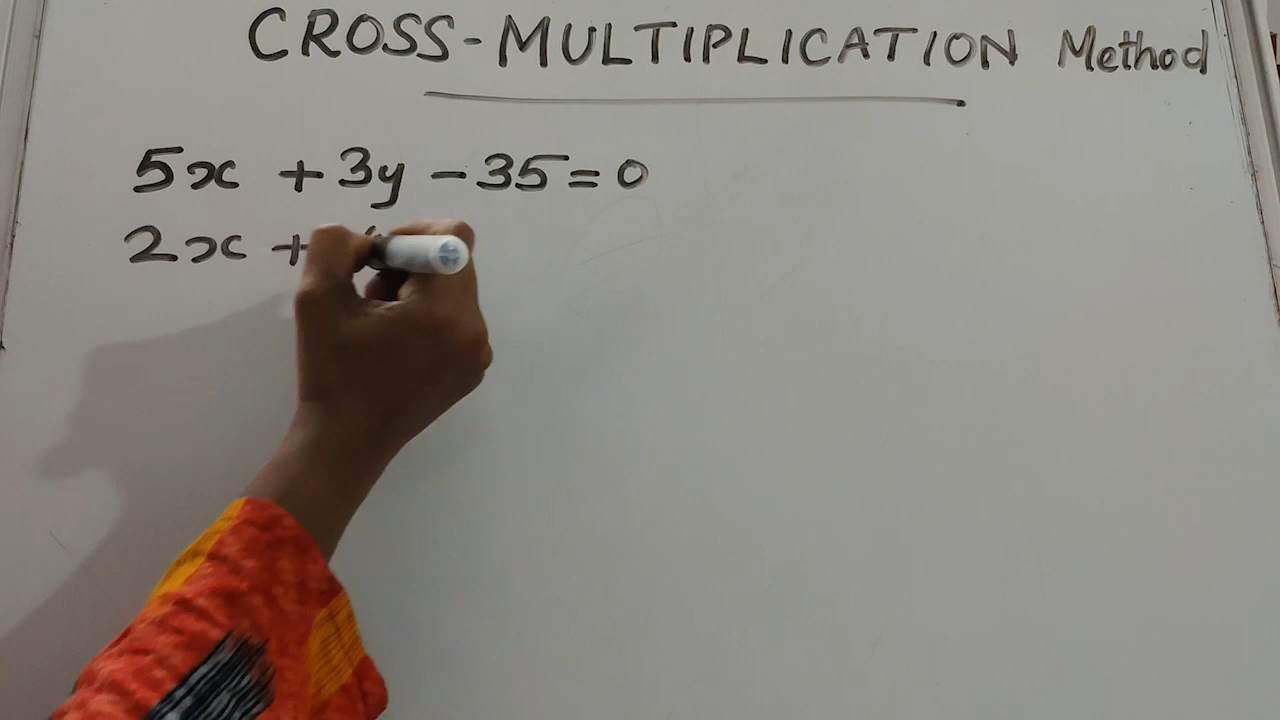 CROSS-MULTIPLICATION Method
5x + 3y - 35 = 0
2x +